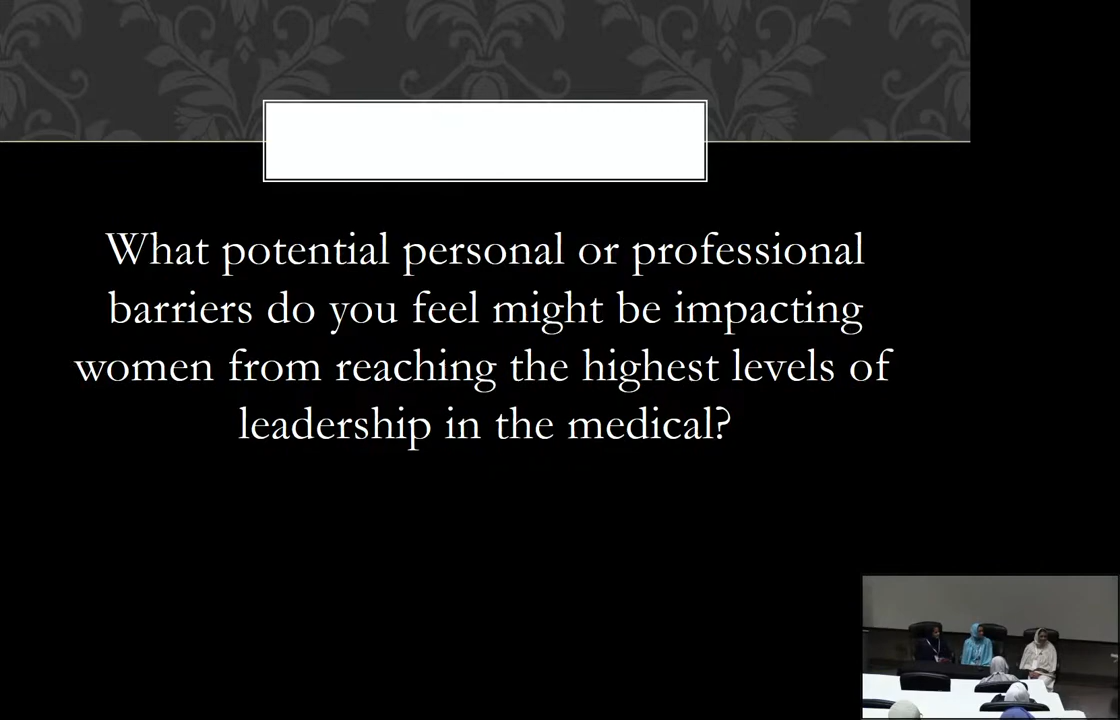 What potential personal or professional
barriers do you feel might be impacting
women from reaching the highest levels of
leadership in the medical?